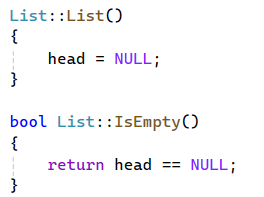 List::List()
{
    head = NULL;
}

bool List::IsEmpty()
{
    return head == NULL;
}